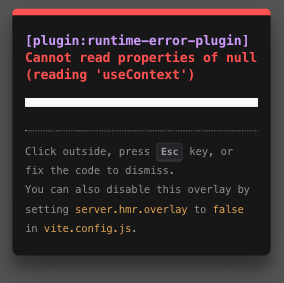 [plugin:runtime-error-plugin]
Cannot read properties of null
(reading 'useContext')
Click outside, press Esc key, or
fix the code to dismiss.
You can also disable this overlay by
setting server.hmr.overlay to false
in vite.config.js.